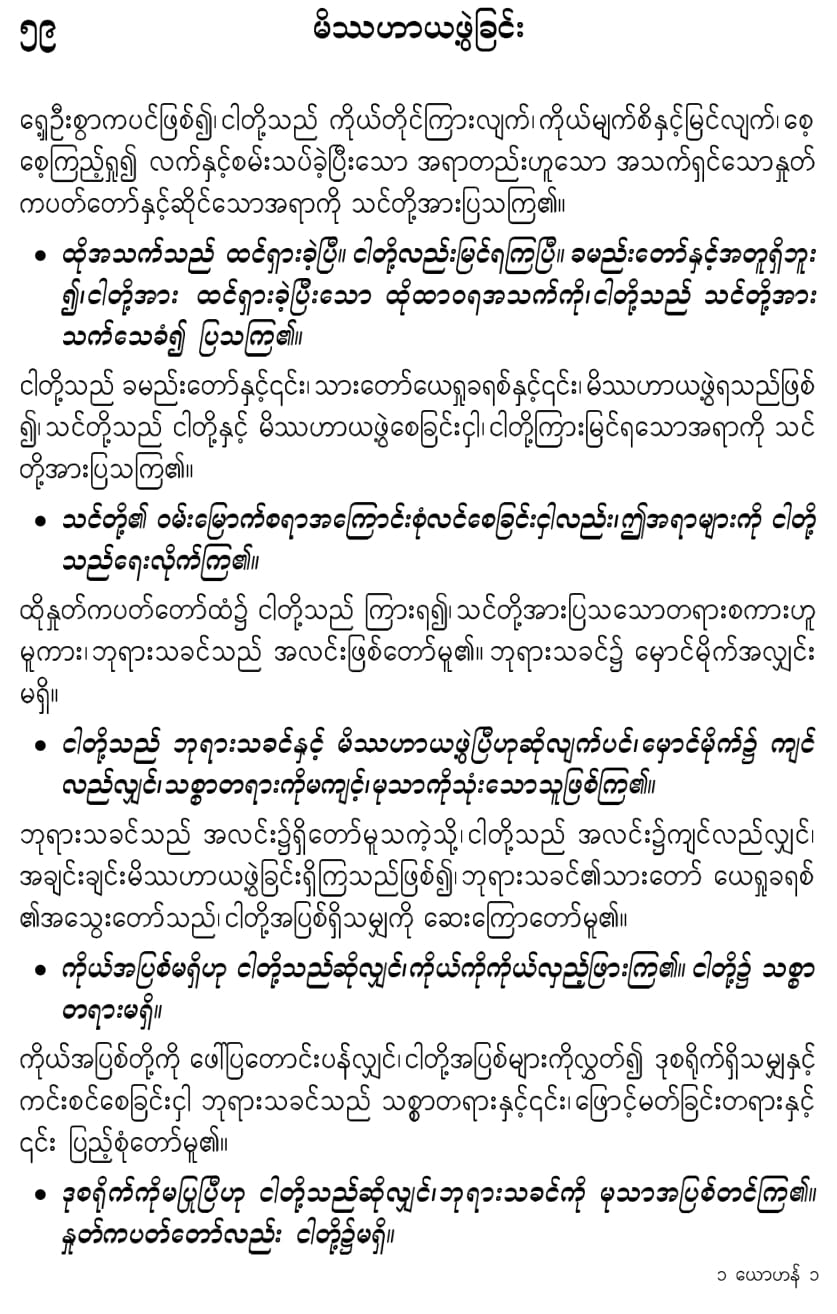 ၅၉ မိဿဟာယဖွဲ့ခြင်း
ရှေ့ဦးစွာကပင်ဖြစ်၍၊ ငါတို့သည် ကိုယ်တိုင်ကြားလျက်၊ ကိုယ်မျက်စိနှင့်မြင်လျက်၊ စေ့
စေ့ကြည့်ရှု၍ လက်နှင့်စမ်းသပ်ခဲ့ပြီးသော အရာတည်းဟူသော အသက်ရှင်သောနှုတ်
ကပတ်တော်နှင့်ဆိုင်သောအရာကို သင်တို့အားပြသကြ၏။
• ထိုအသက်သည် ထင်ရှားခဲ့ပြီ။ ငါတို့လည်းမြင်ရကြပြီ။ ခမည်းတော်နှင့်အတူရှိဘူး
၍၊ ငါတို့အား ထင်ရှားခဲ့ပြီးသော ထိုထာဝရအသက်ကို၊ ငါတို့သည် သင်တို့အား
သက်သေခံ၍ ပြသကြ၏။
ငါတို့သည် ခမည်းတော်နှင့်၎င်း၊ သားတော်ယေရှုခရစ်နှင့်၎င်း၊ မိဿဟာယဖွဲ့ရသည်ဖြစ်
၍၊ သင်တို့သည် ငါတို့နှင့် မိဿဟာယဖွဲ့စေခြင်းငှါ၊ ငါတို့ကြားမြင်ရသောအရာကို သင်
တို့အားပြသကြ၏။
• သင်တို့၏ ဝမ်းမြောက်စရာအကြောင်းစုံလင်စေခြင်းငှါလည်း၊ ဤအရာများကို ငါတို့
သည်ရေးလိုက်ကြ၏။
ထိုနှုတ်ကပတ်တော်ထံ၌ ငါတို့သည် ကြားရ၍၊ သင်တို့အားပြသသောတရားစကားဟူ
မူကား၊ ဘုရားသခင်သည် အလင်းဖြစ်တော်မူ၏။ ဘုရားသခင်၌ မှောင်မိုက်အလျှင်း
မရှိ။
• ငါတို့သည် ဘုရားသခင်နှင့် မိဿဟာယဖွဲ့ပြီဟုဆိုလျက်ပင်၊ မှောင်မိုက်၌ ကျင်
လည်လျှင်၊ သစ္စာတရားကိုမကျင့်၊ မုသာကိုသုံးသောသူဖြစ်ကြ၏။
ဘုရားသခင်သည် အလင်း၌ရှိတော်မူသကဲ့သို့၊ ငါတို့သည် အလင်း၌ကျင်လည်လျှင်၊
အချင်းချင်းမိဿဟာယဖွဲ့ခြင်းရှိကြသည်ဖြစ်၍၊ ဘုရားသခင်၏သားတော် ယေရှုခရစ်
၏အသွေးတော်သည်၊ ငါတို့အပြစ်ရှိသမျှကို ဆေးကြောတော်မူ၏။
• ကိုယ်အပြစ်မရှိဟု ငါတို့သည်ဆိုလျှင်၊ ကိုယ်ကိုကိုယ်လှည့်ဖြားကြ၏။ ငါတို့၌ သစ္စာ
တရားမရှိ။
ကိုယ်အပြစ်တို့ကို ဖေါ်ပြတောင်းပန်လျှင်၊ ငါတို့အပြစ်များကိုလွှတ်၍ ဒုစရိုက်ရှိသမျှနှင့်
ကင်းစင်စေခြင်းငှါ ဘုရားသခင်သည် သစ္စာတရားနှင့်၎င်း၊ ဖြောင့်မတ်ခြင်းတရားနှင့်
၎င်း ပြည့်စုံတော်မူ၏။
• ဒုစရိုက်ကိုမပြုပြီဟု ငါတို့သည်ဆိုလျှင်၊ ဘုရားသခင်ကို မုသာအပြစ်တင်ကြ၏။
နှုတ်ကပတ်တော်လည်း ငါတို့၌မရှိ။
၁ ယောဟန် ၁